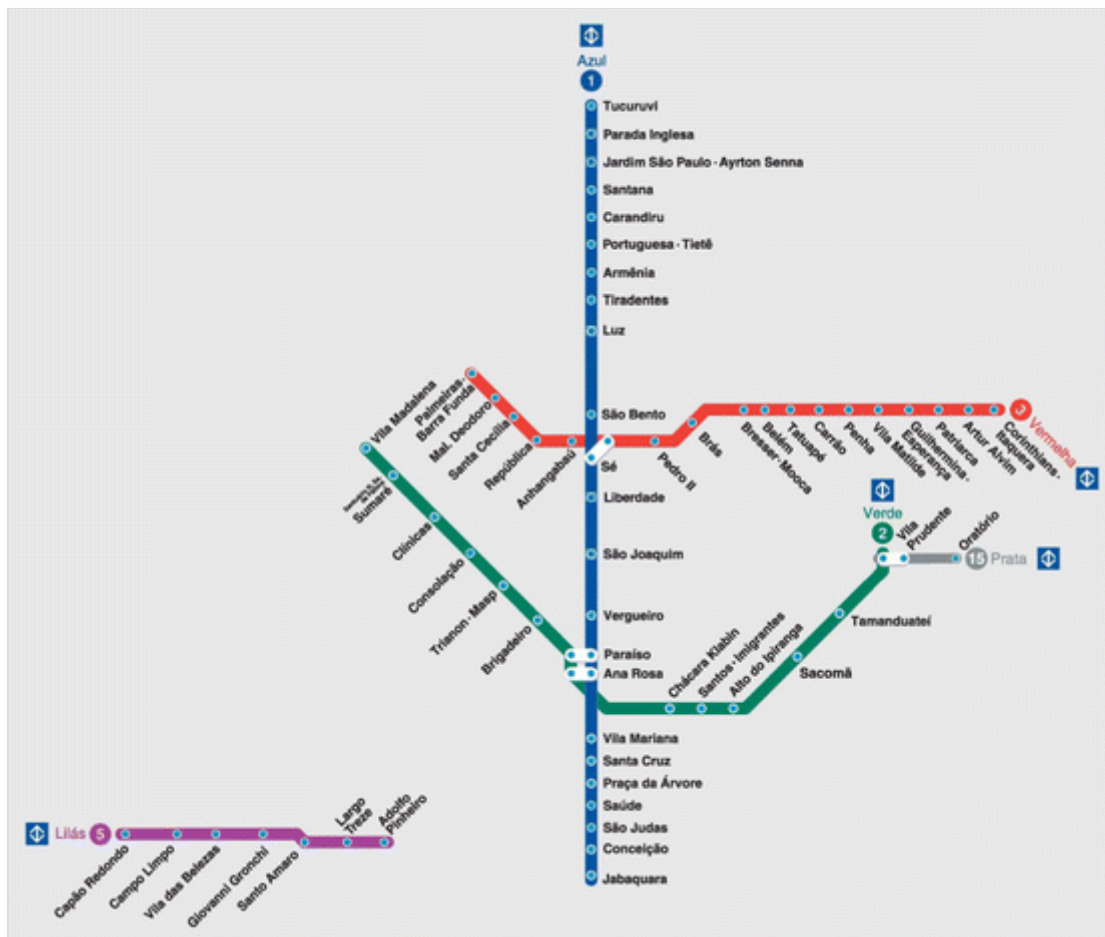 Azul
1
Tucuruvi
Parada Inglesa
Jardim São Paulo - Ayrton Senna
Santana
Carandiru
Portuguesa - Tietê
Armênia
Tiradentes
Luz
São Bento
Sé
Liberdade
São Joaquim
Vergueiro
Paraíso
Ana Rosa
Vila Mariana
Santa Cruz
Praça da Árvore
Saúde
São Judas
Conceição
Jabaquara
Palmeiras-
Barra Funda
Mal. Deodoro
Santa Cecília
República
Anhangabaú
Pedro II
Brás
Bresser - Mooca
Belém
Tatuapé
Carrão
Penha
Vila Matilde
Guilhermina-
Esperança
Patriarca
Artur Alvim
Corinthians-
Itaquera
3
Vermelha
Vila Madalena
Sumaré
Clínicas
Consolação
Trianon - Masp
Brigadeiro
Chácara Klabin
Santos - Imigrantes
Alto do Ipiranga
Sacomã
Tamanduateí
Verde
2
Vila
Prudente
Oratório
15 Prata
Lilás 5
Capão Redondo
Campo Limpo
Vila das Belezas
Giovanni Gronchi
Santo Amaro
Largo
Treze
Adolfo
Pinheiro